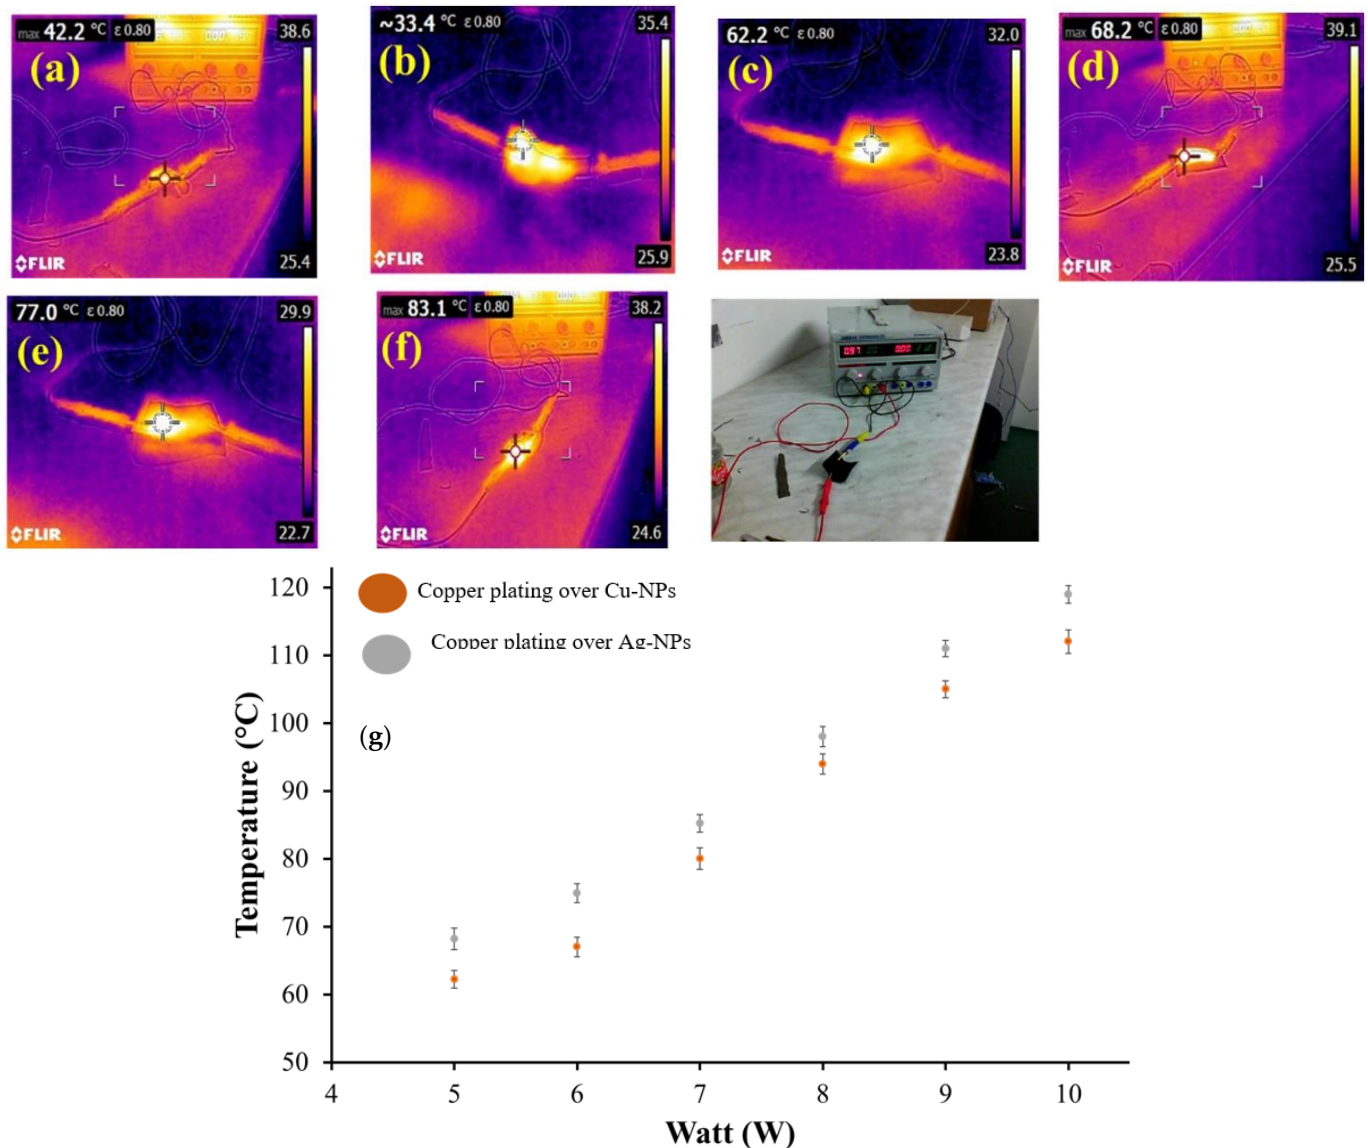 max 42.2 °C ε 0.80 38.6
(a)
FLIR 25.4
~33.4 °C ε 0.80 35.4
(b)
FLIR 25.9
62.2 °C ε 0.80 32.0
(c)
FLIR 23.8
max 68.2 °C ε 0.80 39.1
(d)
FLIR 25.5
77.0 °C ε 0.80 29.9
(e)
FLIR 22.7
max 83.1 °C ε 0.80 38.2
(f)
FLIR 24.6
Copper plating over Cu-NPs
Copper plating over Ag-NPs
(g)
Temperature (°C)
120
110
100
90
80
70
60
50
4 5 6 7 8 9 10
Watt (W)